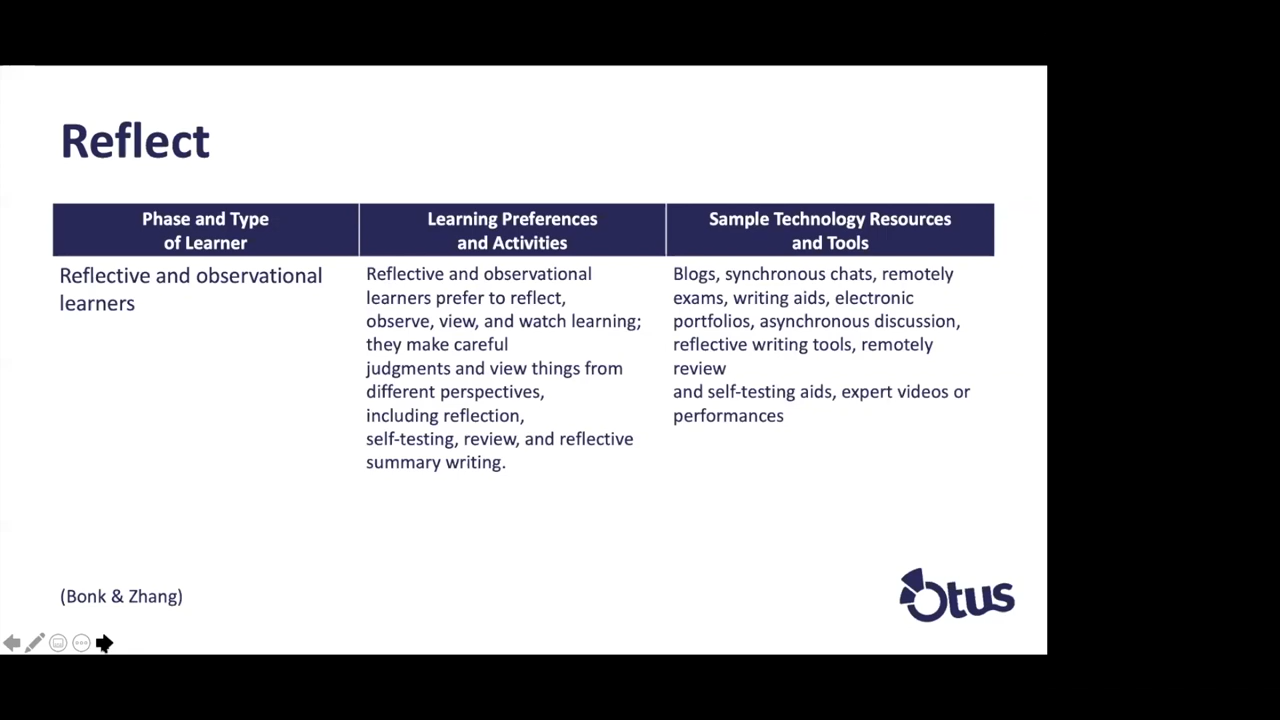 Reflect
Phase and Type
of Learner
Learning Preferences
and Activities
Sample Technology Resources
and Tools
Reflective and observational
learners
Reflective and observational
learners prefer to reflect,
observe, view, and watch learning;
they make careful
judgments and view things from
different perspectives,
including reflection,
self-testing, review, and reflective
summary writing.
Blogs, synchronous chats, remotely
exams, writing aids, electronic
portfolios, asynchronous discussion,
reflective writing tools, remotely
review
and self-testing aids, expert videos or
performances
(Bonk & Zhang)
Otus